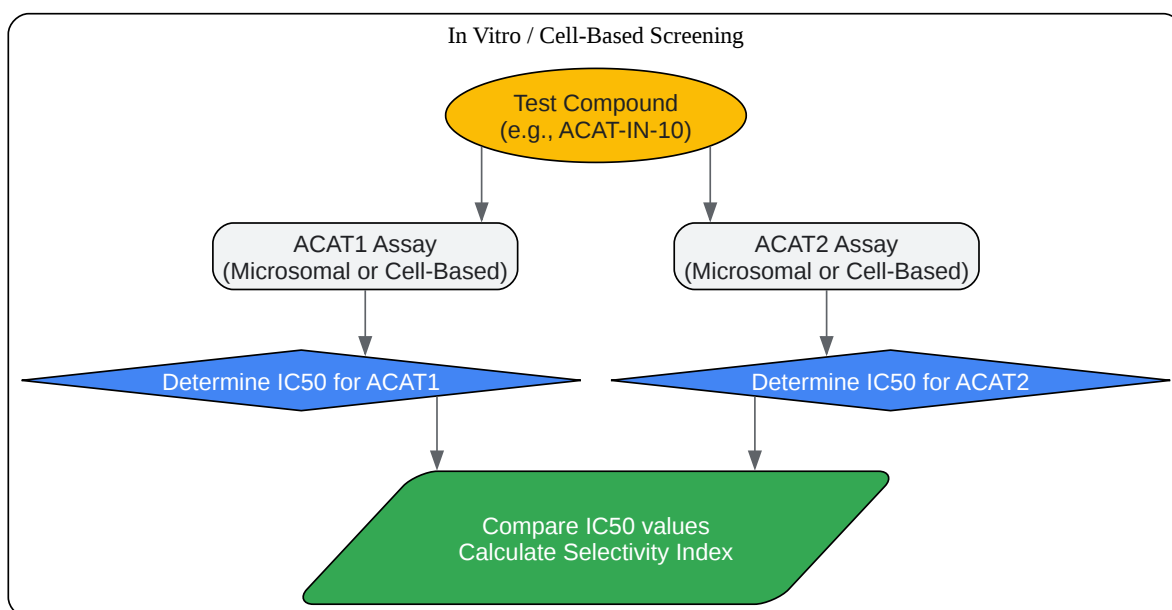 In Vitro / Cell-Based Screening
Test Compound
(e.g., ACAT-IN-10)
ACAT1 Assay
(Microsomal or Cell-Based)
ACAT2 Assay
(Microsomal or Cell-Based)
Determine IC50 for ACAT1
Determine IC50 for ACAT2
Compare IC50 values
Calculate Selectivity Index